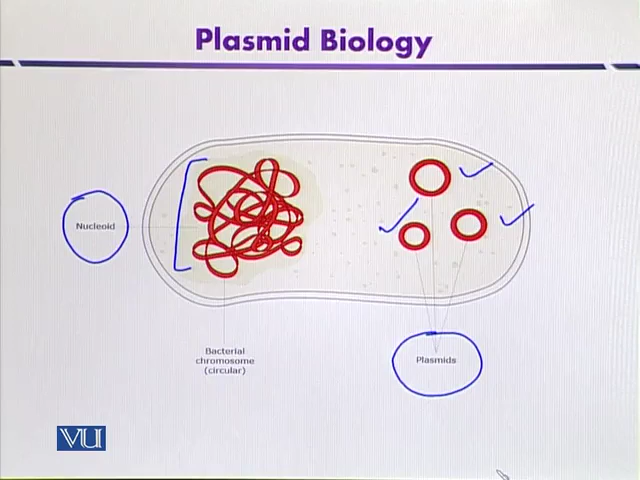 Plasmid Biology
Nucleoid
Bacterial
chromosome
(circular)
Plasmids
VU